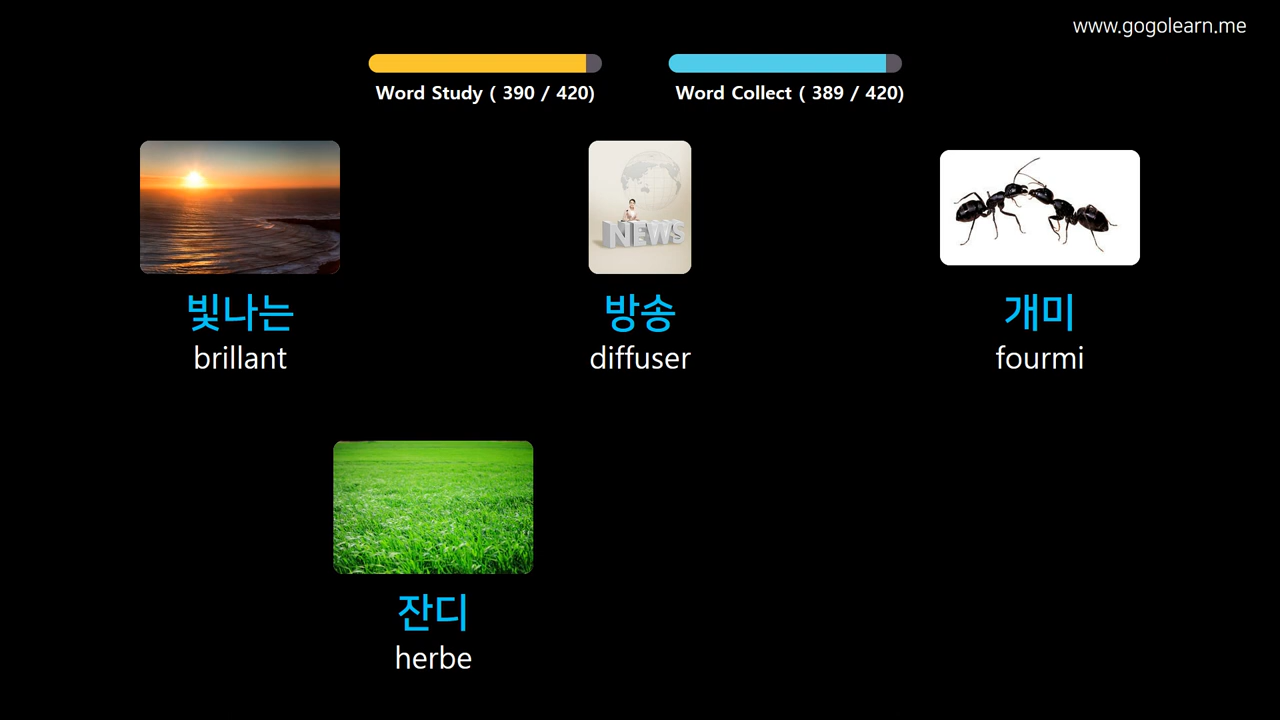 www.gogolearn.me
Word Study ( 390 / 420)
Word Collect ( 389 / 420)
NEWS
빛나는
brillant
방송
diffuser
개미
fourmi
잔디
herbe